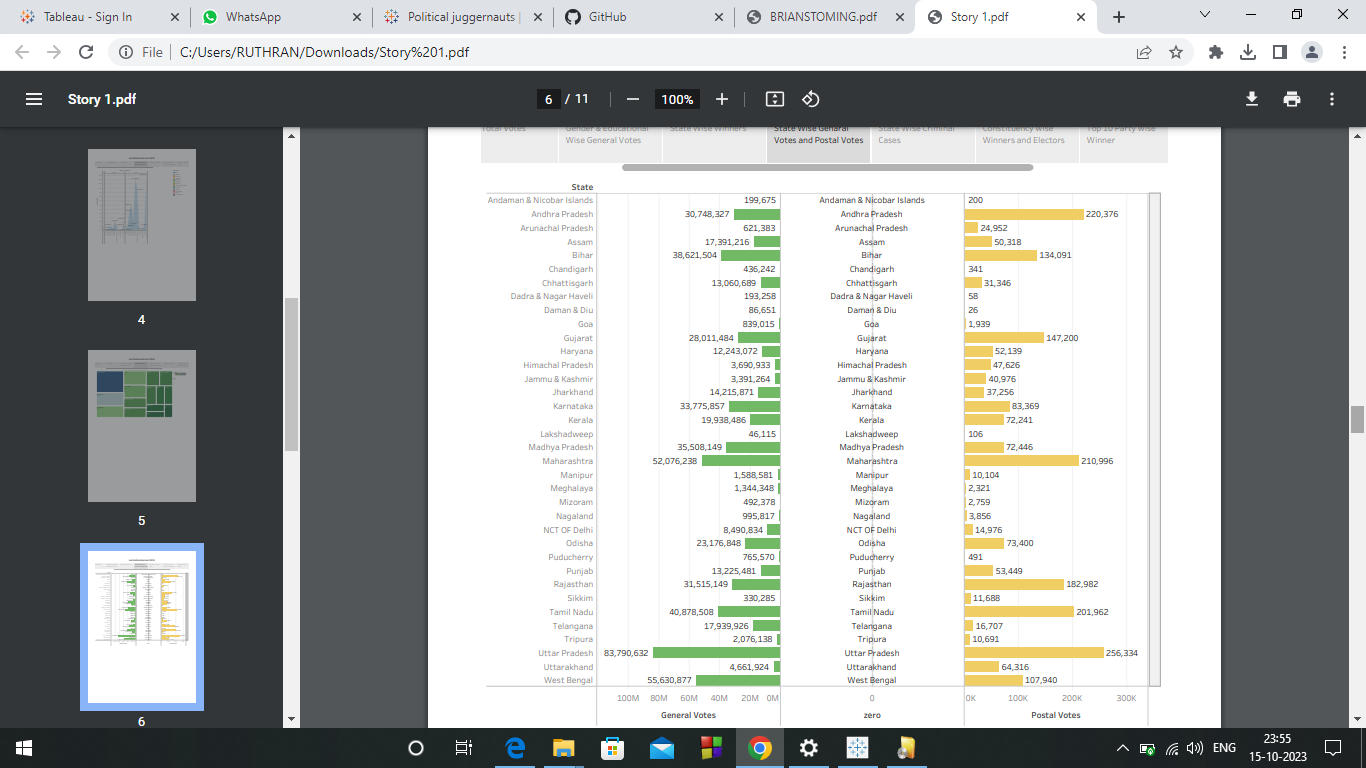 Tableau - Sign In
WhatsApp
Political juggernauts |
GitHub
BRIANSTOMING.pdf
Story 1.pdf
File | C:/Users/RUTHRAN/Downloads/Story%201.pdf
Story 1.pdf
6 / 11
100%
4
5
6
Total Votes
Gender & Educational Wise General Votes
State Wise Winners
State Wise Genaral Votes and Postal Votes
State Wise Criminal Cases
Constituency Wise Winners and Electors
Top 10 Party Wise Winner
State
Andaman & Nicobar Islands 199,675 Andaman & Nicobar Islands 200
Andhra Pradesh 30,748,327 Andhra Pradesh 220,376
Arunachal Pradesh 621,383 Arunachal Pradesh 24,952
Assam 17,391,216 Assam 50,318
Bihar 38,621,504 Bihar 134,091
Chandigarh 436,242 Chandigarh 341
Chhattisgarh 13,060,689 Chhattisgarh 31,346
Dadra & Nagar Haveli 193,258 Dadra & Nagar Haveli 58
Daman & Diu 86,651 Daman & Diu 26
Goa 839,015 Goa 1,939
Gujarat 28,011,484 Gujarat 147,200
Haryana 12,243,072 Haryana 52,139
Himachal Pradesh 3,690,933 Himachal Pradesh 47,626
Jammu & Kashmir 3,391,264 Jammu & Kashmir 40,976
Jharkhand 14,215,871 Jharkhand 37,256
Karnataka 33,775,857 Karnataka 83,369
Kerala 19,938,486 Kerala 72,241
Lakshadweep 46,115 Lakshadweep 106
Madhya Pradesh 35,508,149 Madhya Pradesh 72,446
Maharashtra 52,076,238 Maharashtra 210,996
Manipur 1,588,581 Manipur 10,104
Meghalaya 1,344,348 Meghalaya 2,321
Mizoram 492,378 Mizoram 2,759
Nagaland 995,817 Nagaland 3,856
NCT OF Delhi 8,490,834 NCT OF Delhi 14,976
Odisha 23,176,848 Odisha 73,400
Puducherry 765,570 Puducherry 491
Punjab 13,225,481 Punjab 53,449
Rajasthan 31,515,149 Rajasthan 182,982
Sikkim 330,285 Sikkim 11,688
Tamil Nadu 40,878,508 Tamil Nadu 201,962
Telangana 17,939,926 Telangana 16,707
Tripura 2,076,138 Tripura 10,691
Uttar Pradesh 83,790,632 Uttar Pradesh 256,334
Uttarakhand 4,661,924 Uttarakhand 64,316
West Bengal 55,630,877 West Bengal 107,940
100M 80M 60M 40M 20M 0M 0 0K 100K 200K 300K
General Votes zero Postal Votes
ENG
23:55
15-10-2023